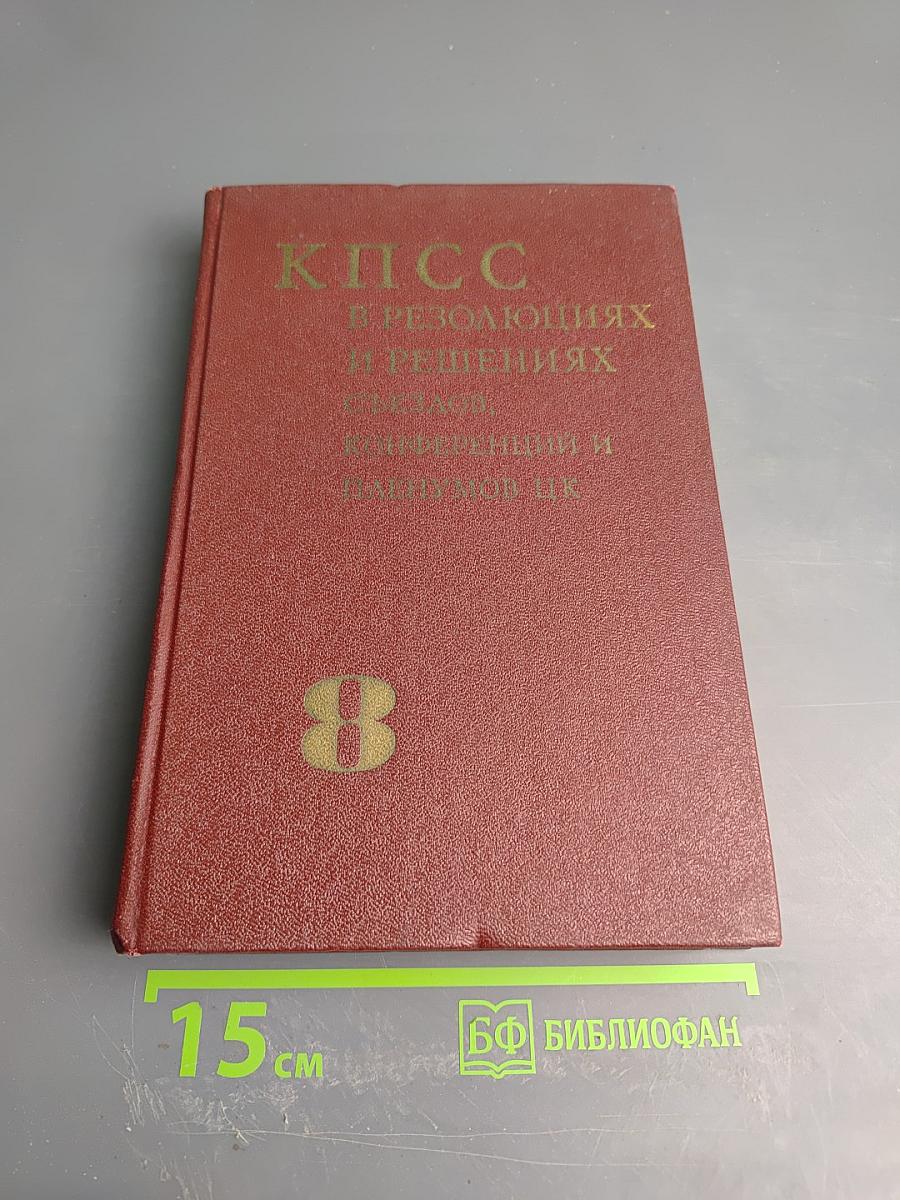 КПСС
В РЕЗОЛЮЦИЯХ
И РЕШЕНИЯХ
СЪЕЗДОВ,
КОНФЕРЕНЦИЙ И
ПЛЕНУМОВ ЦК
8
15 см
БФ БИБЛИОФАН